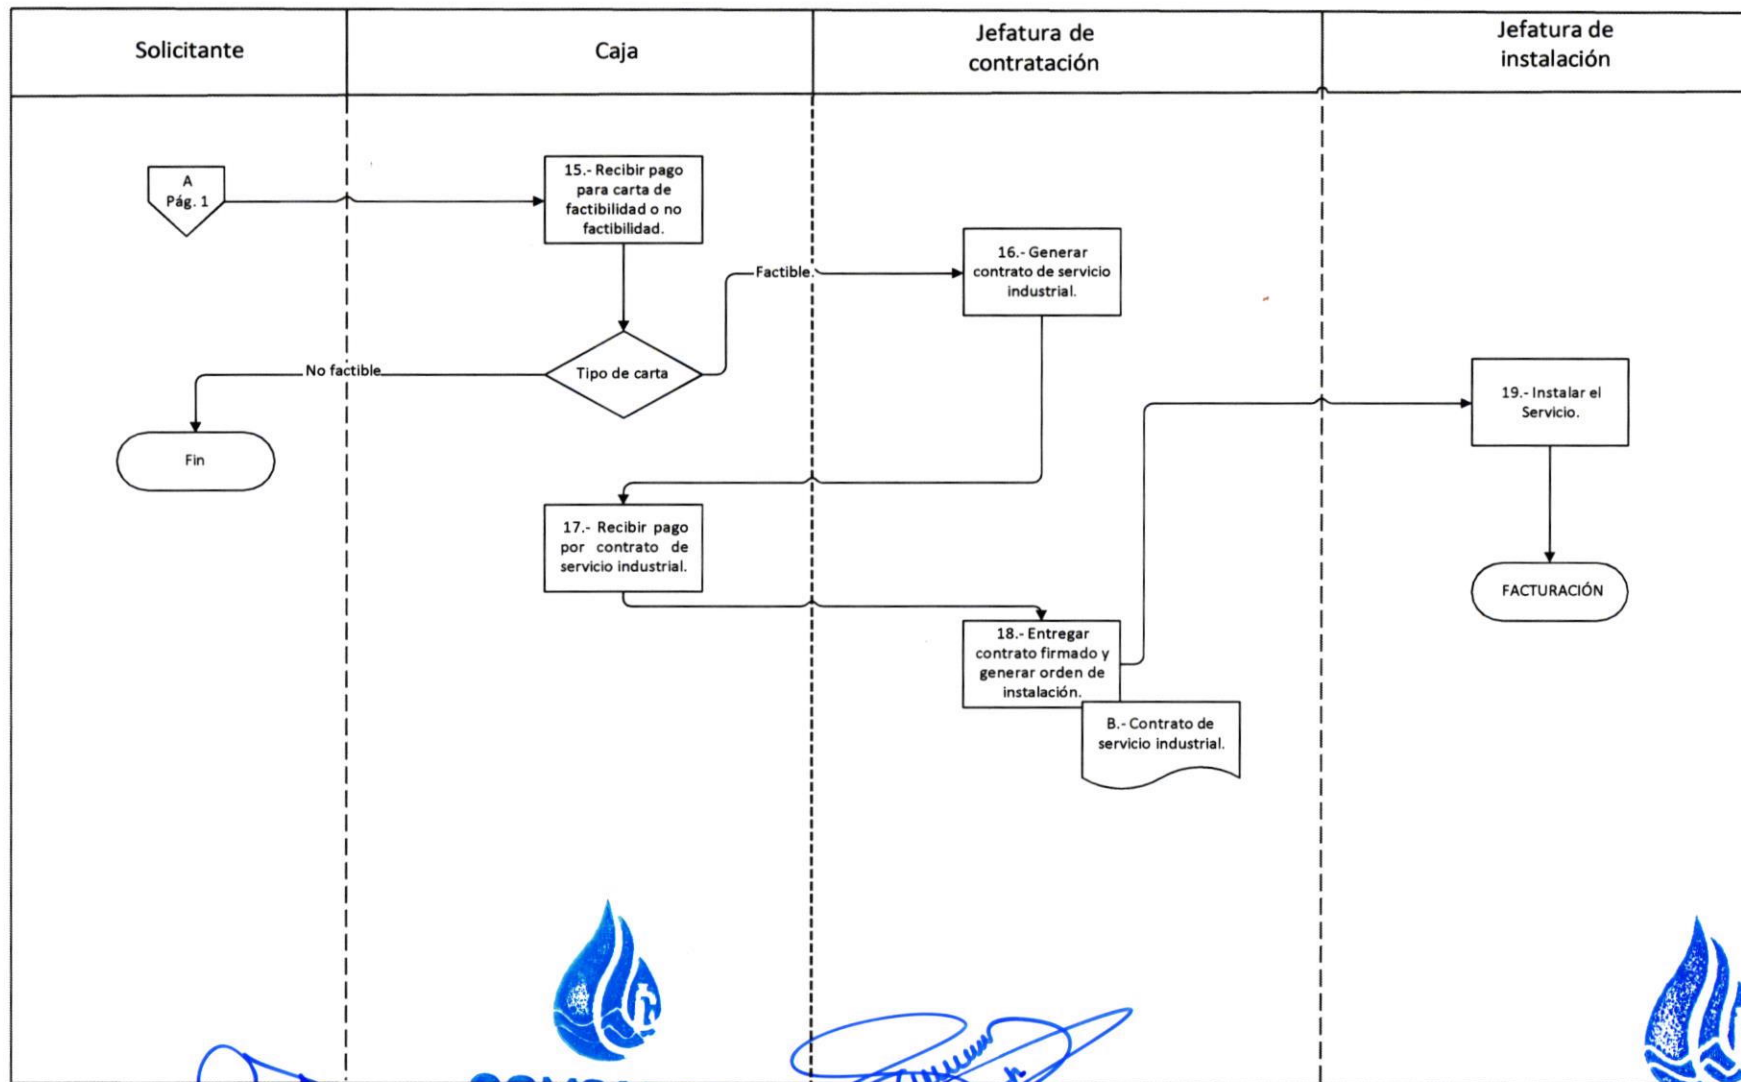 Solicitante
Caja
Jefatura de
contratación
Jefatura de
instalación
A
Pág. 1
15.- Recibir pago
para carta de
factibilidad o no
factibilidad.
16.- Generar
contrato de servicio
industrial.
Factible.
No factible
Tipo de carta
19.- Instalar el
Servicio.
Fin
17.- Recibir pago
por contrato de
servicio industrial.
FACTURACIÓN
18.- Entregar
contrato firmado y
generar orden de
instalación.
B.- Contrato de
servicio industrial.